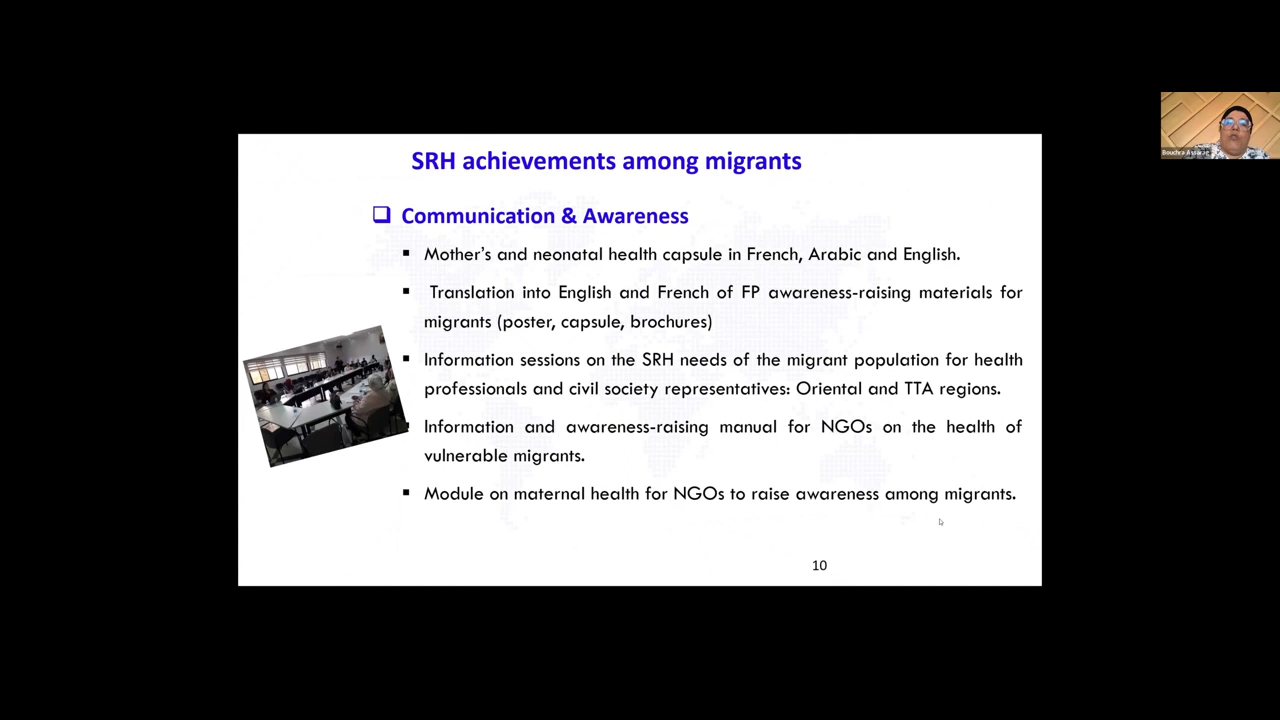 SRH achievements among migrants
❑ Communication & Awareness
▪ Mother's and neonatal health capsule in French, Arabic and English.
▪ Translation into English and French of FP awareness-raising materials for
migrants (poster, capsule, brochures)
▪ Information sessions on the SRH needs of the migrant population for health
professionals and civil society representatives: Oriental and TTA regions.
▪ Information and awareness-raising manual for NGOs on the health of
vulnerable migrants.
▪ Module on maternal health for NGOs to raise awareness among migrants.
10
Bouchra Assarag